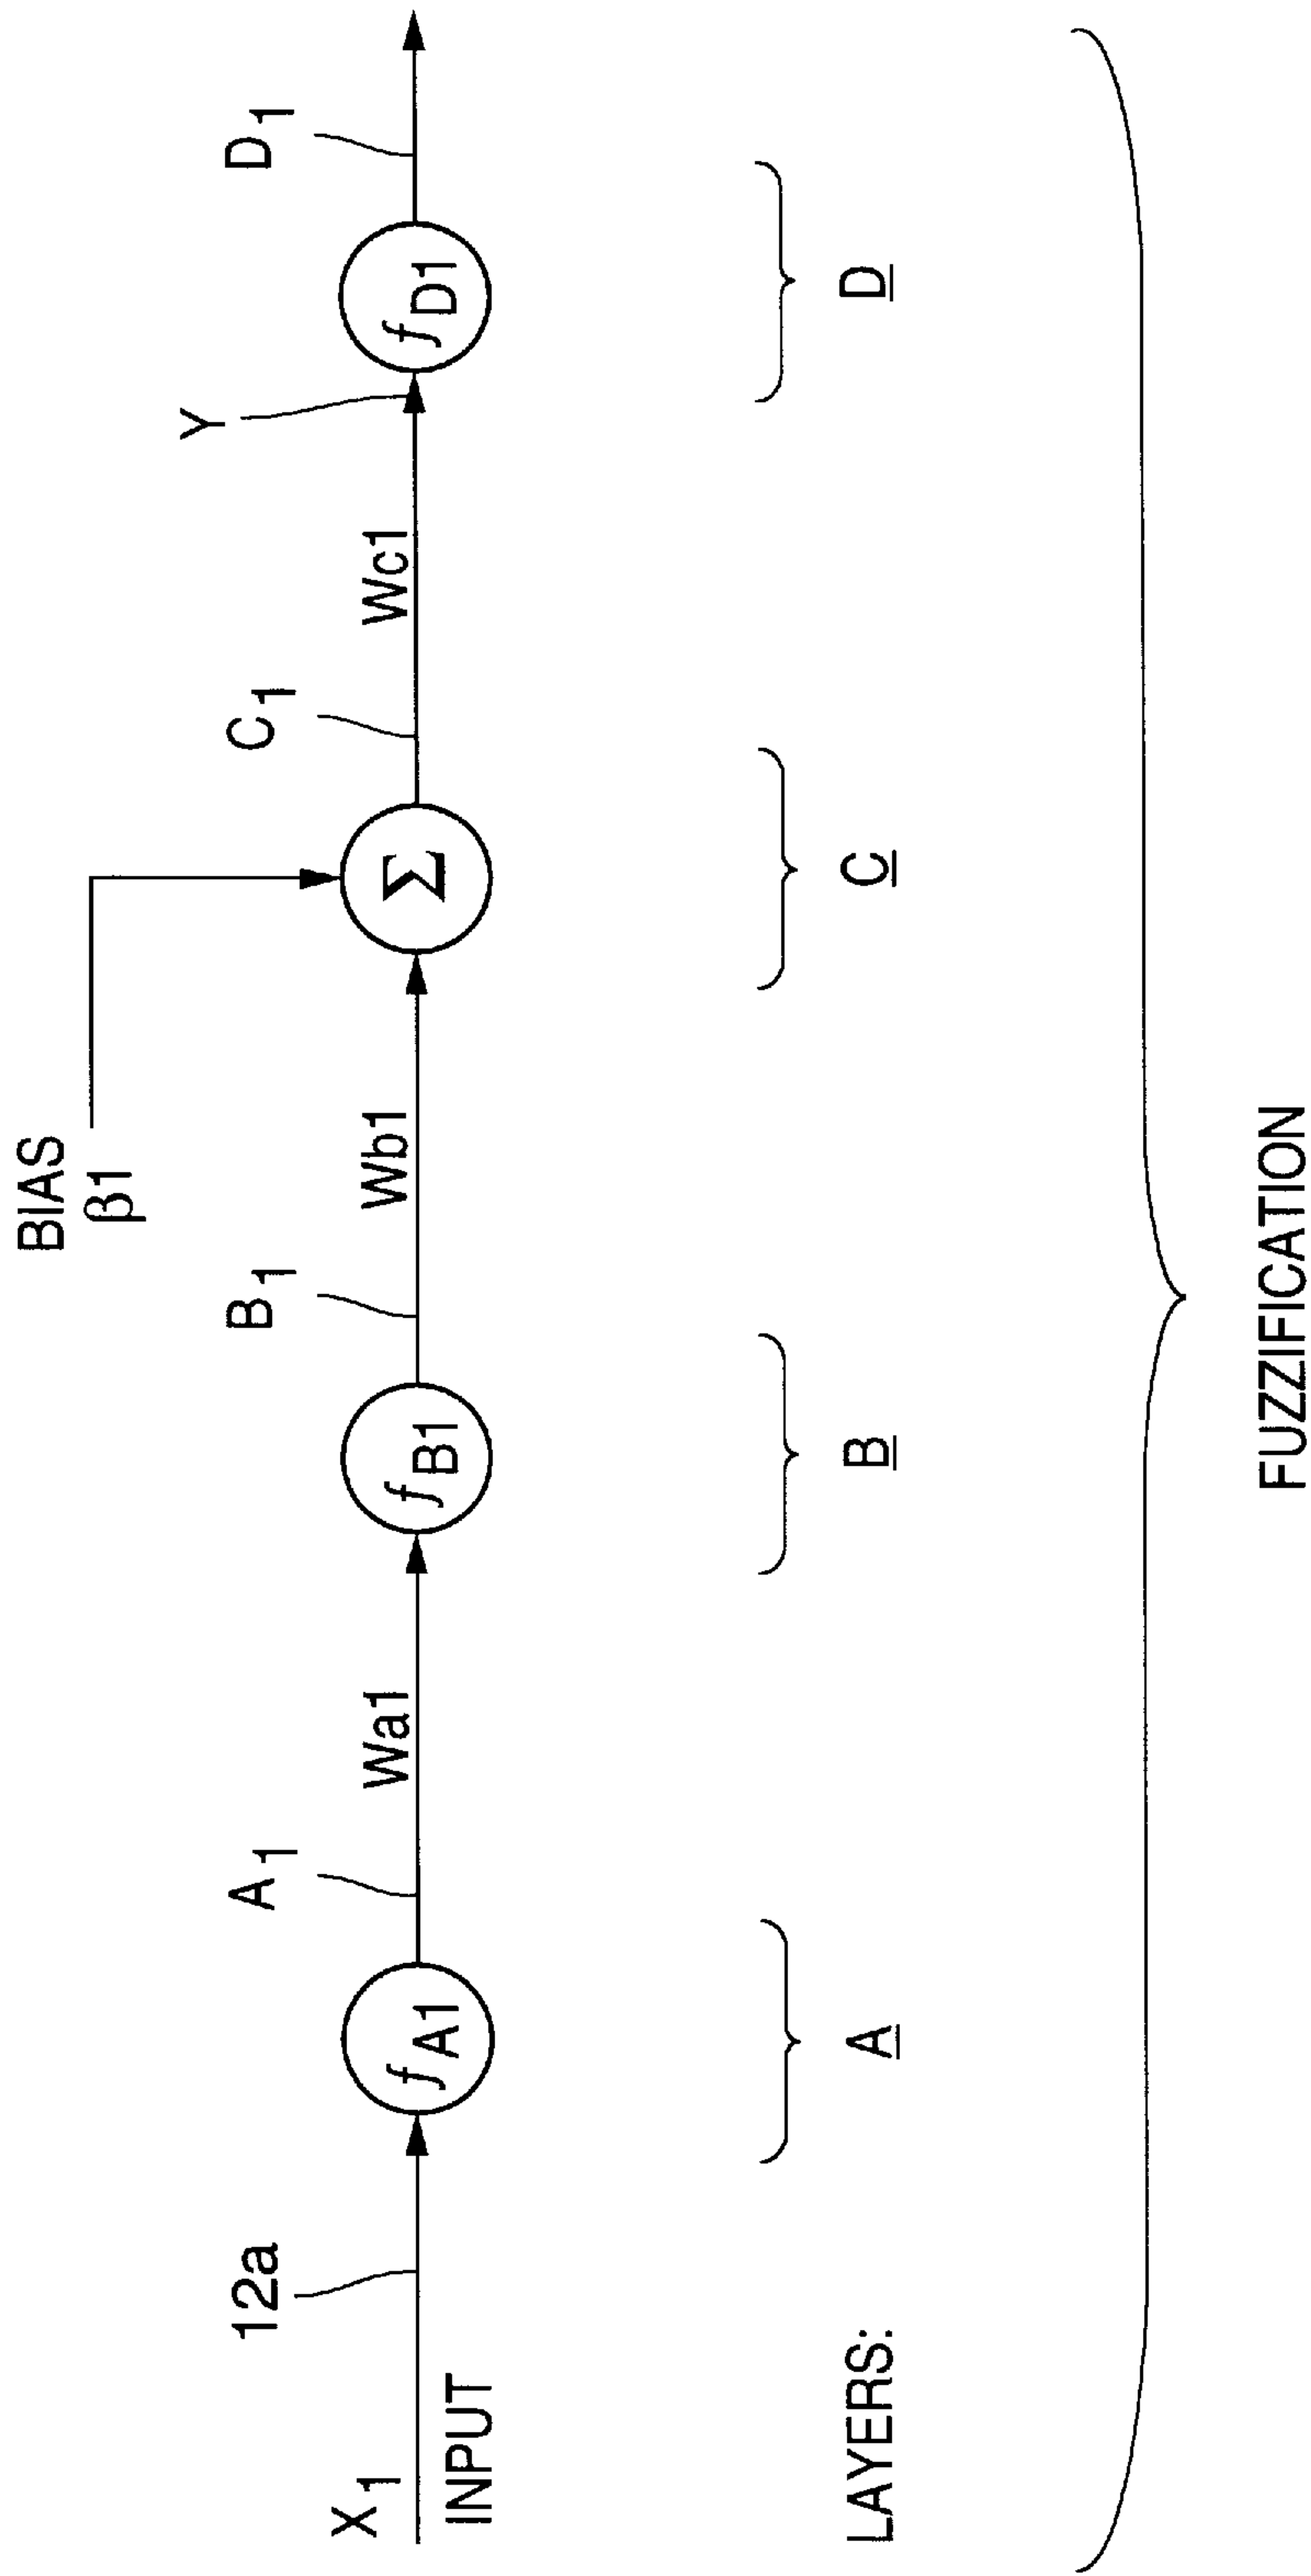 BIAS
β1
12a
A1
B1
C1
Y
D1
X1
INPUT
fA1
Wa1
fB1
Wb1
Σ
Wc1
fD1
LAYERS:
A
B
C
D
FUZZIFICATION